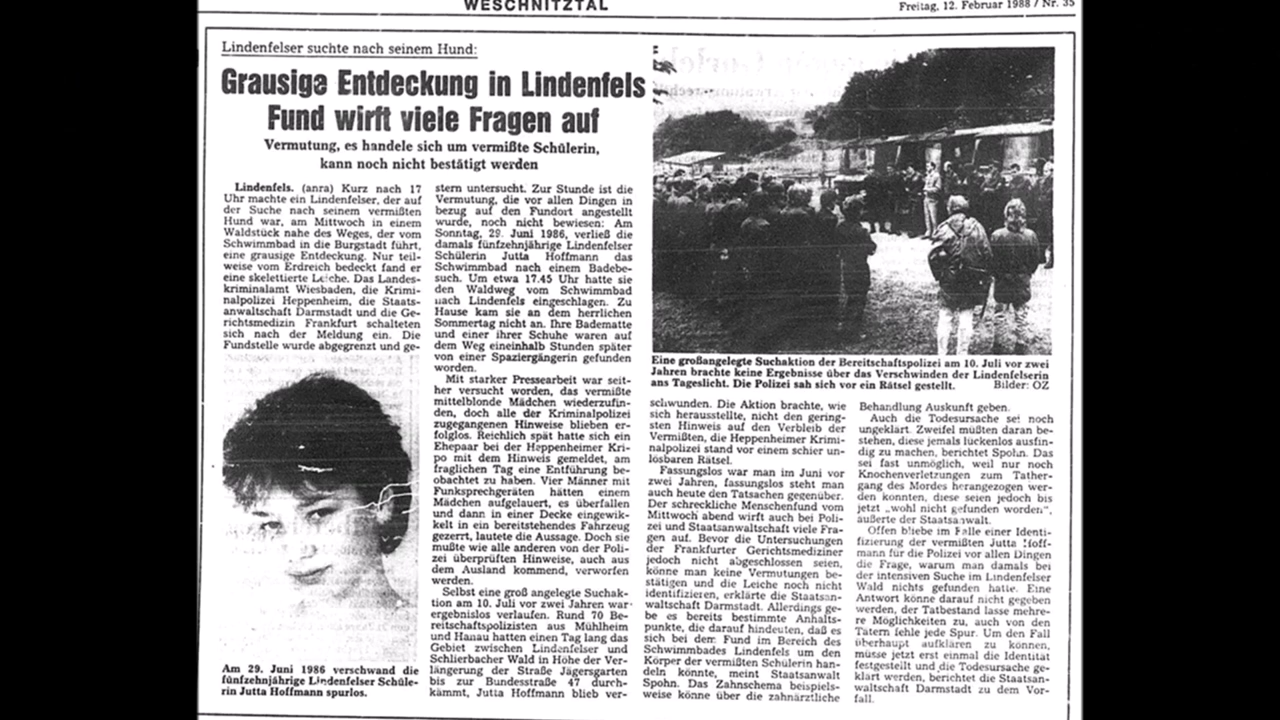 WESCHNITZTAL
Freitag, 12. Februar 1988 / Nr. 35
Lindenfelser suchte nach seinem Hund:
Grausige Entdeckung in Lindenfels
Fund wirft viele Fragen auf
Vermutung, es handele sich um vermißte Schülerin,
kann noch nicht bestätigt werden
Lindenfels. (anra) Kurz nach 17
Uhr machte ein Lindenfelser, der auf
der Suche nach seinem vermißten
Hund war, am Mittwoch in einem
Waldstück nahe des Weges, der vom
Schwimmbad in die Burgstadt führt,
eine grausige Entdeckung. Nur teil-
weise vom Erdreich bedeckt fand er
eine skelettierte Leiche. Das Landes-
kriminalamt Wiesbaden, die Krimi-
nalpolizei Heppenheim, die Staats-
anwaltschaft Darmstadt und die Ge-
richtsmedizin Frankfurt schalteten
sich nach der Meldung ein. Die
Fundstelle wurde abgegrenzt und ge-
Am 29. Juni 1986 verschwand die
fünfzehnjährige Lindenfelser Schüle-
rin Jutta Hoffmann spurlos.
stern untersucht. Zur Stunde ist die
Vermutung, die vor allen Dingen in
bezug auf den Fundort angestellt
wurde, noch nicht bewiesen: Am
Sonntag, 29. Juni 1986, verließ die
damals fünfzehnjährige Lindenfelser
Schülerin Jutta Hoffmann das
Schwimmbad nach einem Badebe-
such. Um etwa 17.45 Uhr hatte sie
den Waldweg vom Schwimmbad
nach Lindenfels eingeschlagen. Zu
Hause kam sie an dem herrlichen
Sommertag nicht an. Ihre Badematte
und einer ihrer Schuhe waren auf
dem Weg eineinhalb Stunden später
von einer Spaziergängerin gefunden
worden.
Mit starker Pressearbeit war seit-
her versucht worden, das vermißte
mittelblonde Mädchen wiederzufin-
den, doch alle der Kriminalpolizei
zugegangenen Hinweise blieben er-
folglos. Reichlich spät hatte sich ein
Ehepaar bei der Heppenheimer Kri-
po mit dem Hinweis gemeldet, am
fraglichen Tag eine Entführung be-
obachtet zu haben. Vier Männer mit
Funksprechgeräten hätten einem
Mädchen aufgelauert, es überfallen
und dann in einer Decke eingewik-
kelt in ein bereitstehendes Fahrzeug
gezerrt, lautete die Aussage. Doch sie
mußte wie alle anderen von der Poli-
zei überprüften Hinweise, auch aus
dem Ausland kommend, verworfen
werden.
Selbst eine groß angelegte Suchak-
tion am 10. Juli vor zwei Jahren war
ergebnislos verlaufen. Rund 70 Be-
reitschaftspolizisten aus Mühlheim
und Hanau hatten einen Tag lang das
Gebiet zwischen Lindenfelser und
Schlierbacher Wald in Höhe der Ver-
längerung der Straße Jägersgarten
bis zur Bundesstraße 47 durch-
kämmt, Jutta Hoffmann blieb ver-
Eine großangelegte Suchaktion der Bereitschaftspolizei am 10. Juli vor zwei
Jahren brachte keine Ergebnisse über das Verschwinden der Lindenfelserin
ans Tageslicht. Die Polizei sah sich vor ein Rätsel gestellt. Bilder: OZ
schwunden. Die Aktion brachte, wie
sich herausstellte, nicht den gering-
sten Hinweis auf den Verbleib der
Vermißten, die Heppenheimer Krimi-
nalpolizei stand vor einem schier un-
lösbaren Rätsel.
Fassungslos war man im Juni vor
zwei Jahren, fassungslos steht man
auch heute den Tatsachen gegenüber.
Der schreckliche Menschenfund vom
Mittwoch abend wirft auch bei Poli-
zei und Staatsanwaltschaft viele Fra-
gen auf. Bevor die Untersuchungen
der Frankfurter Gerichtsmediziner
jedoch nicht abgeschlossen seien,
könne man keine Vermutungen be-
stätigen und die Leiche noch nicht
identifizieren, erklärte die Staatsan-
waltschaft Darmstadt. Allerdings ge-
be es bereits bestimmte Anhalts-
punkte, die darauf hindeuten, daß es
sich bei dem Fund im Bereich des
Schwimmbades Lindenfels um den
Körper der vermißten Schülerin han-
deln könnte, meint Staatsanwalt
Spohn. Das Zahnschema beispiels-
weise könne über die zahnärztliche
Behandlung Auskunft geben.
Auch die Todesursache sei noch
ungeklärt. Zweifel müßten daran be-
stehen, diese jemals lückenlos ausfin-
dig zu machen, berichtet Spohn. Das
sei fast unmöglich, weil nur noch
Knochenverletzungen zum Tather-
gang des Mordes herangezogen wer-
den könnten, diese seien jedoch bis
jetzt „wohl nicht gefunden worden",
äußerte der Staatsanwalt.
Offen bliebe im Falle einer Identi-
fizierung der vermißten Jutta Hoff-
mann für die Polizei vor allen Dingen
die Frage, warum man damals bei
der intensiven Suche im Lindenfelser
Wald nichts gefunden hatte. Eine
Antwort könne darauf nicht gegeben
werden, der Tatbestand lasse mehre-
re Möglichkeiten zu, auch von den
Tätern fehle jede Spur. Um den Fall
überhaupt aufklären zu können,
müsse jetzt erst einmal die Identität
festgestellt und die Todesursache ge-
klärt werden, berichtet die Staatsan-
waltschaft Darmstadt zu dem Vor-
fall.